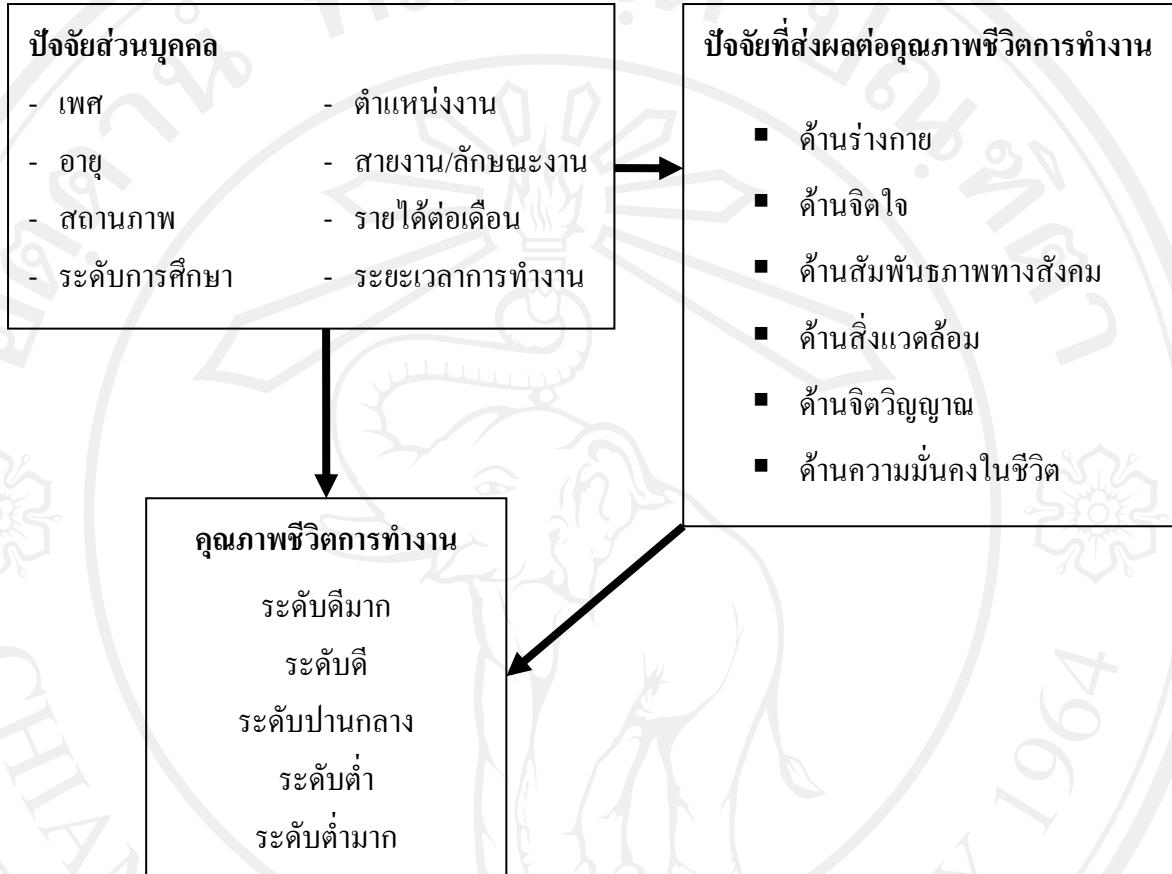 ปัจจัยส่วนบุคคล
- เพศ - ตำแหน่งงาน
- อายุ - สายงาน/ลักษณะงาน
- สถานภาพ - รายได้ต่อเดือน
- ระดับการศึกษา - ระยะเวลาการทำงาน
ปัจจัยที่ส่งผลต่อคุณภาพชีวิตการทำงาน
▪ ด้านร่างกาย
▪ ด้านจิตใจ
▪ ด้านสัมพันธภาพทางสังคม
▪ ด้านสิ่งแวดล้อม
▪ ด้านจิตวิญญาณ
▪ ด้านความมั่นคงในชีวิต
คุณภาพชีวิตการทำงาน
ระดับดีมาก
ระดับดี
ระดับปานกลาง
ระดับต่ำ
ระดับต่ำมาก
1964